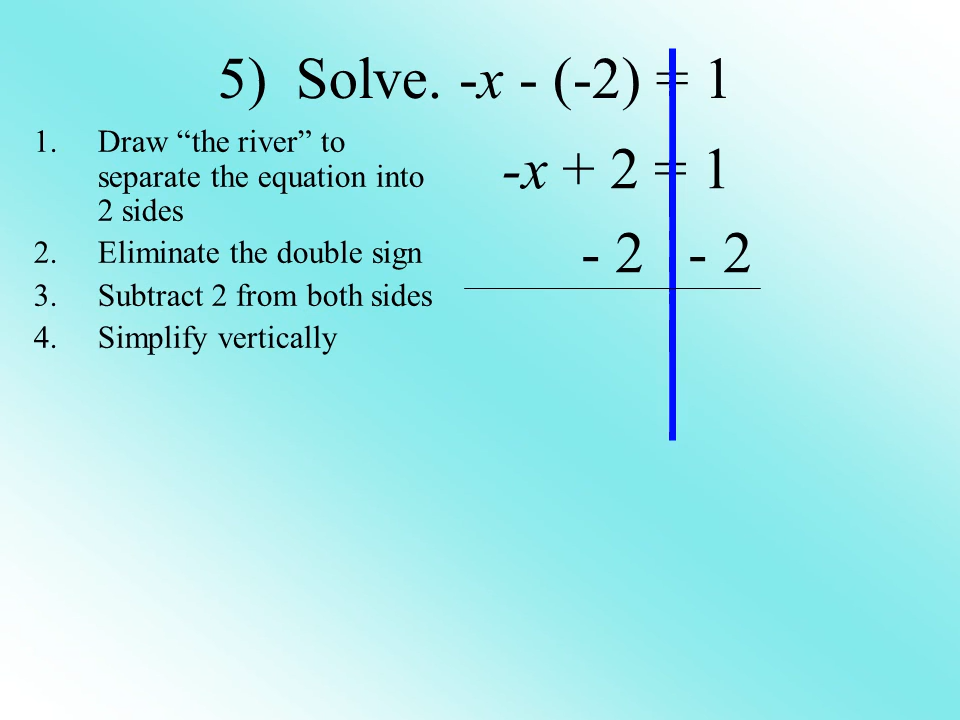 5) Solve. -x - (-2) = 1
1. Draw “the river” to
separate the equation into
2 sides
2. Eliminate the double sign
3. Subtract 2 from both sides
4. Simplify vertically
-x + 2 = 1
- 2 - 2